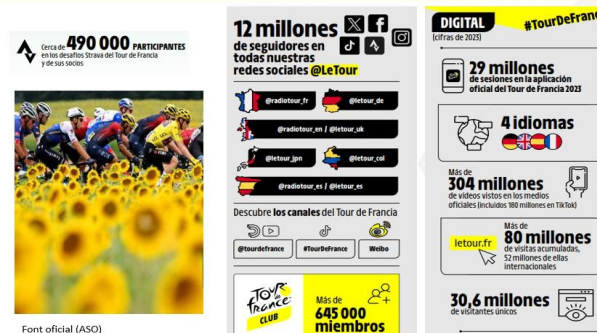 Cerca de 490 000 PARTICIPANTES
en los desafíos Strava del Tour de Francia
y de sus socios
Font oficial (ASO)
12 millones
de seguidores en
todas nuestras
redes sociales @LeTour
@radiotour_fr
@letour_de
@radiotour_en / @letour_uk
@letour_jpn
@letour_col
@radiotour_es / @letour_es
Descubre los canales del Tour de Francia
@tourdefrance
#TourDeFrance
Weibo
TOUR
de
france
CLUB
Más de
645 000
miembros
DIGITAL
#TourDeFran
(cifras de 2023)
29 millones
de sesiones en la aplicación
oficial del Tour de Francia 2023
4 idiomas
Más de
304 millones
de vídeos vistos en los medios
oficiales (incluidos 180 millones en TikTok)
letour.fr
Más de
80 millones
de visitas acumuladas,
52 millones de ellas
internacionales
30,6 millones
de visitantes únicos